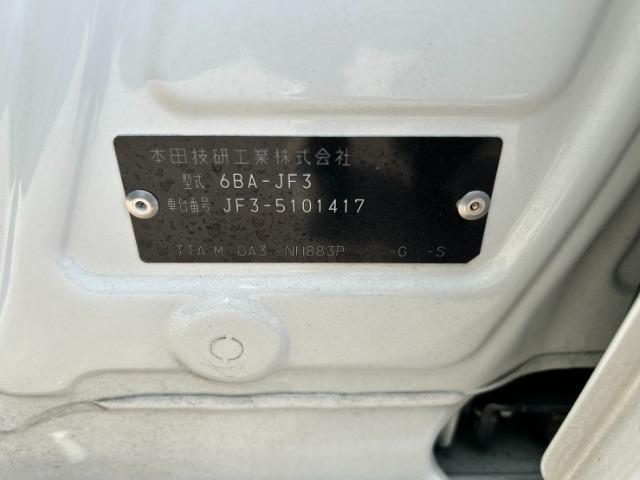 本田技研工業株式会社
型式 6BA-JF3
車台番号 JF3-5101417
TTA M 0A3 NH883P -G -S